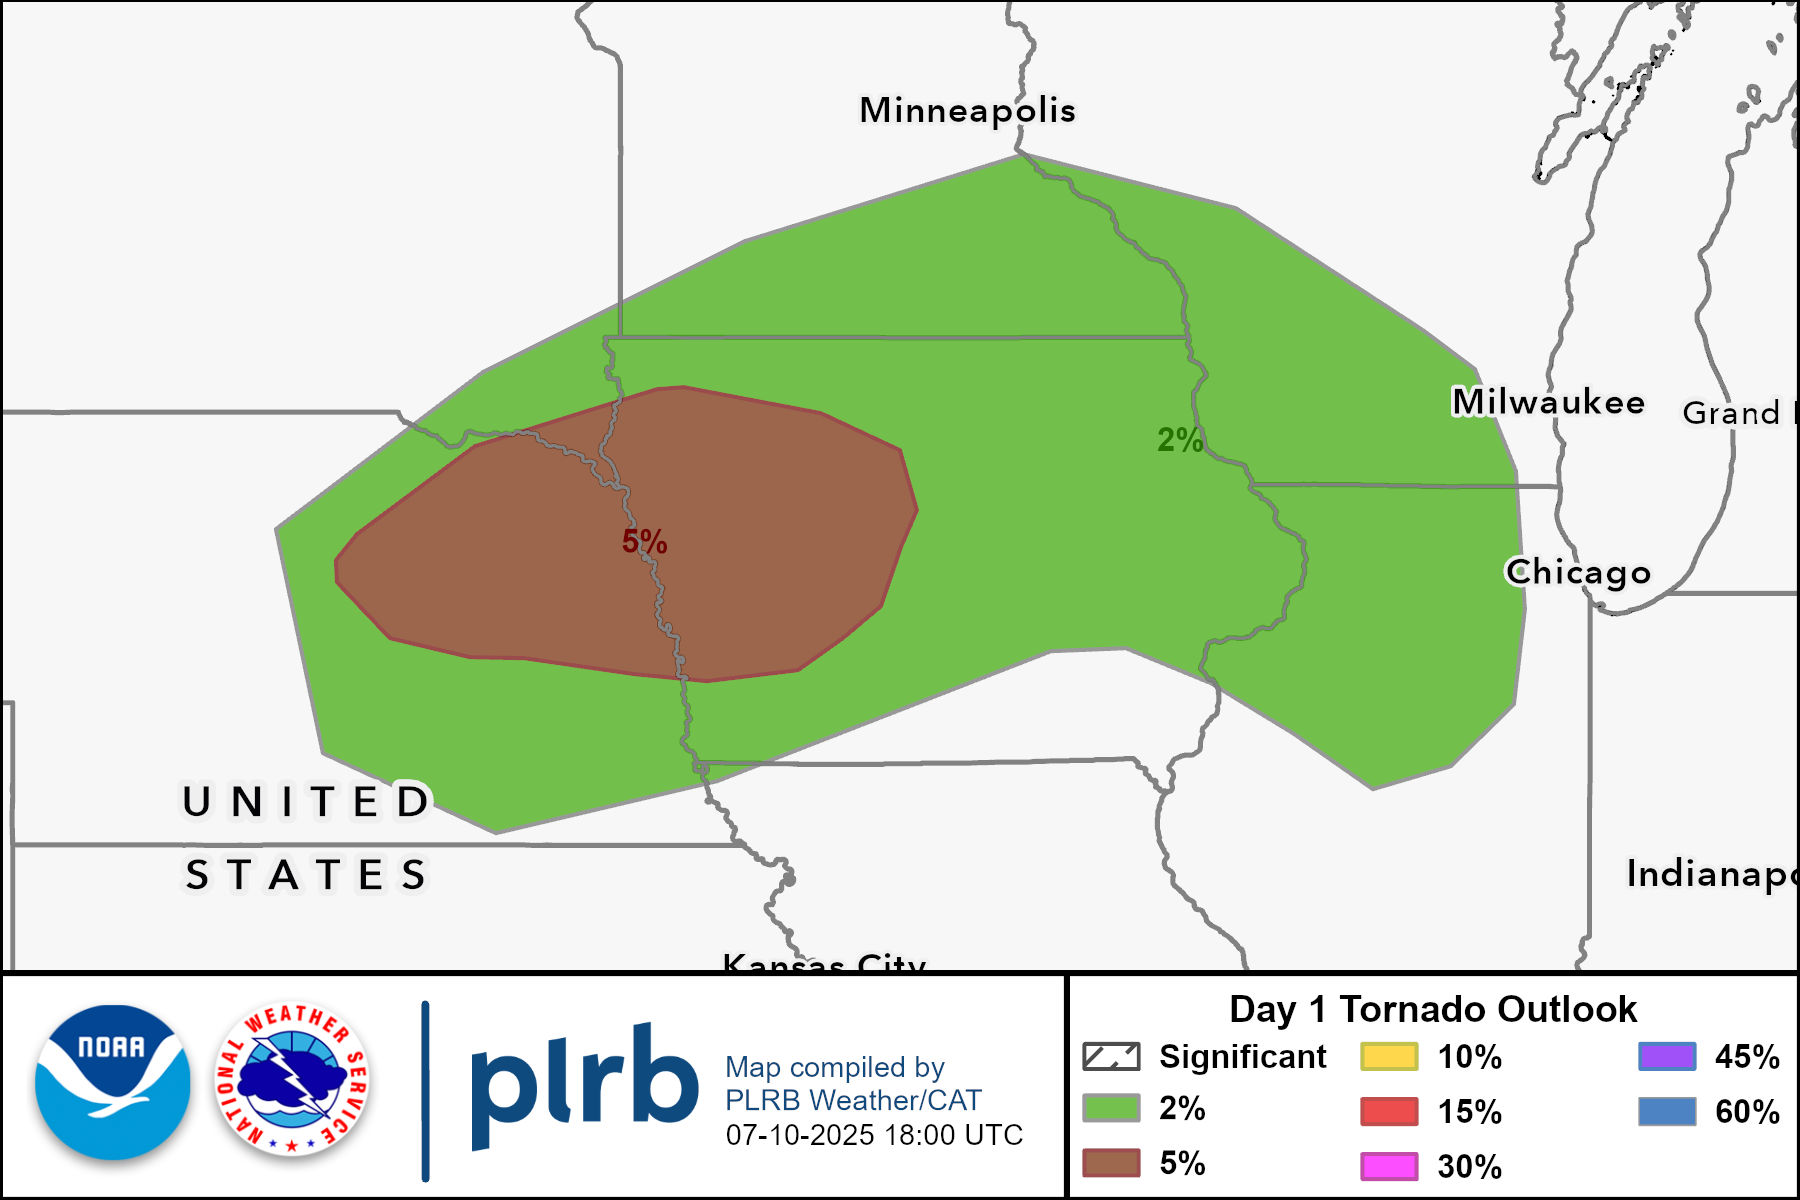 Minneapolis
Milwaukee
Grand
2%
5%
Chicago
UNITED
STATES
Indianap
Kansas City
NOAA
NATIONAL WEATHER SERVICE
plrb
Map compiled by
PLRB Weather/CAT
07-10-2025 18:00 UTC
Day 1 Tornado Outlook
Significant
2%
5%
10%
15%
30%
45%
60%